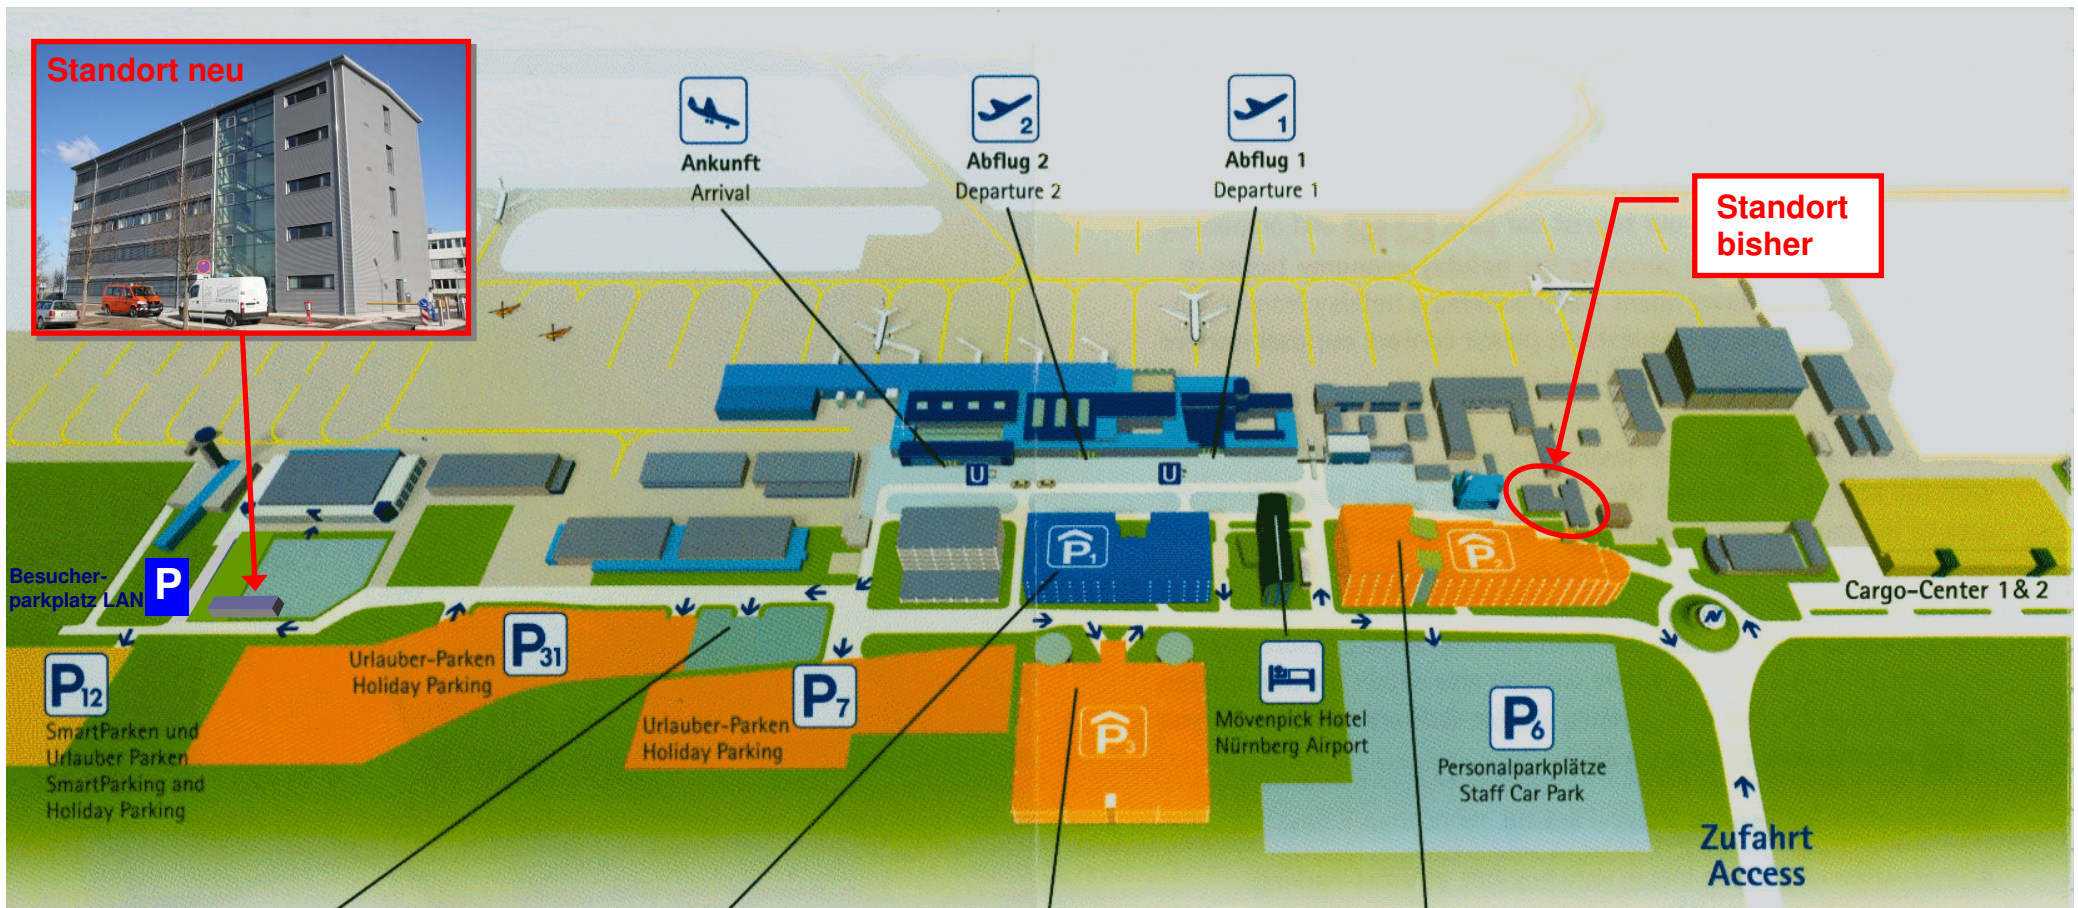 Standort neu
Ankunft
Arrival
2
Abflug 2
Departure 2
1
Abflug 1
Departure 1
Standort
bisher
U
U
Besucher-
parkplatz LAN
P
P1
P2
Cargo-Center 1 & 2
P12
SmartParken und
Urlauber Parken
SmartParking and
Holiday Parking
Urlauber-Parken
Holiday Parking
P31
Urlauber-Parken
Holiday Parking
P7
P3
Mövenpick Hotel
Nürnberg Airport
P6
Personalparkplätze
Staff Car Park
Zufahrt
Access